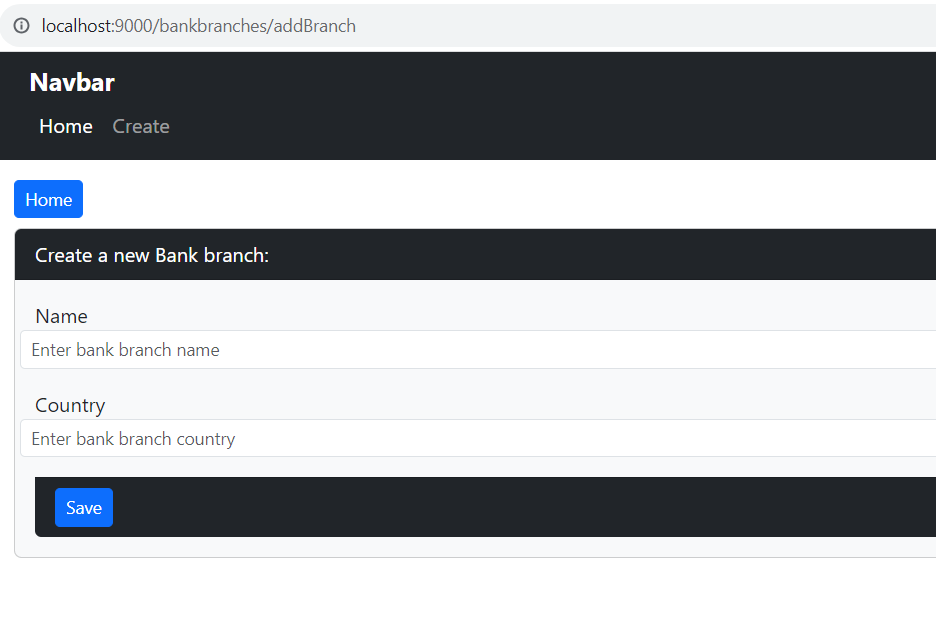 localhost:9000/bankbranches/addBranch
Navbar
Home Create
Home
Create a new Bank branch:
Name
Enter bank branch name
Country
Enter bank branch country
Save